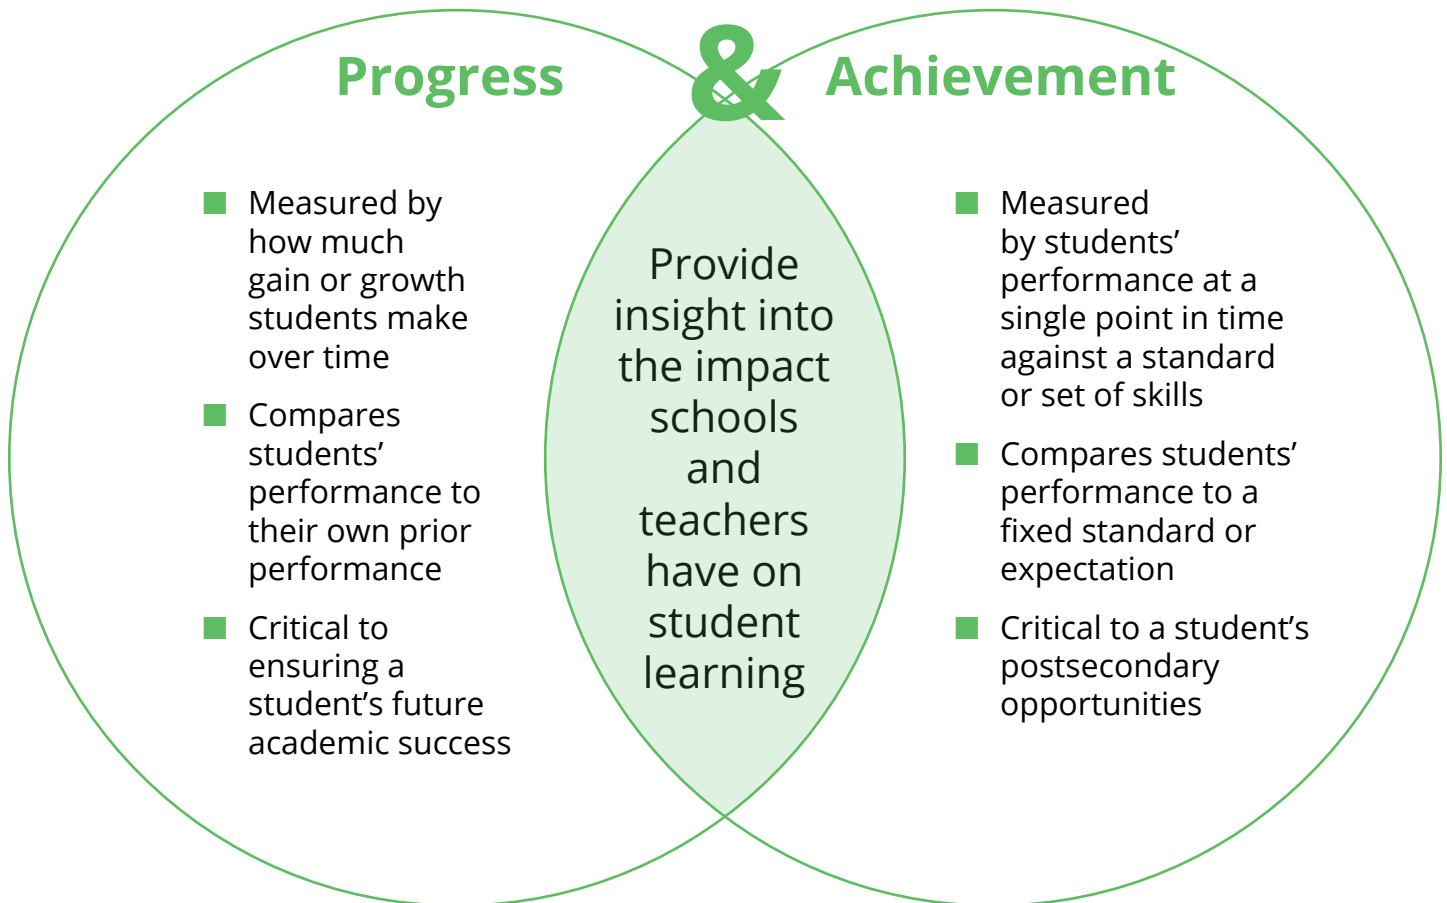 Progress
&
Achievement
Measured by
how much
gain or growth
students make
over time
Compares
students’
performance to
their own prior
performance
Critical to
ensuring a
student’s future
academic success
Provide
insight into
the impact
schools
and
teachers
have on
student
learning
Measured
by students’
performance at a
single point in time
against a standard
or set of skills
Compares students’
performance to a
fixed standard or
expectation
Critical to a student’s
postsecondary
opportunities